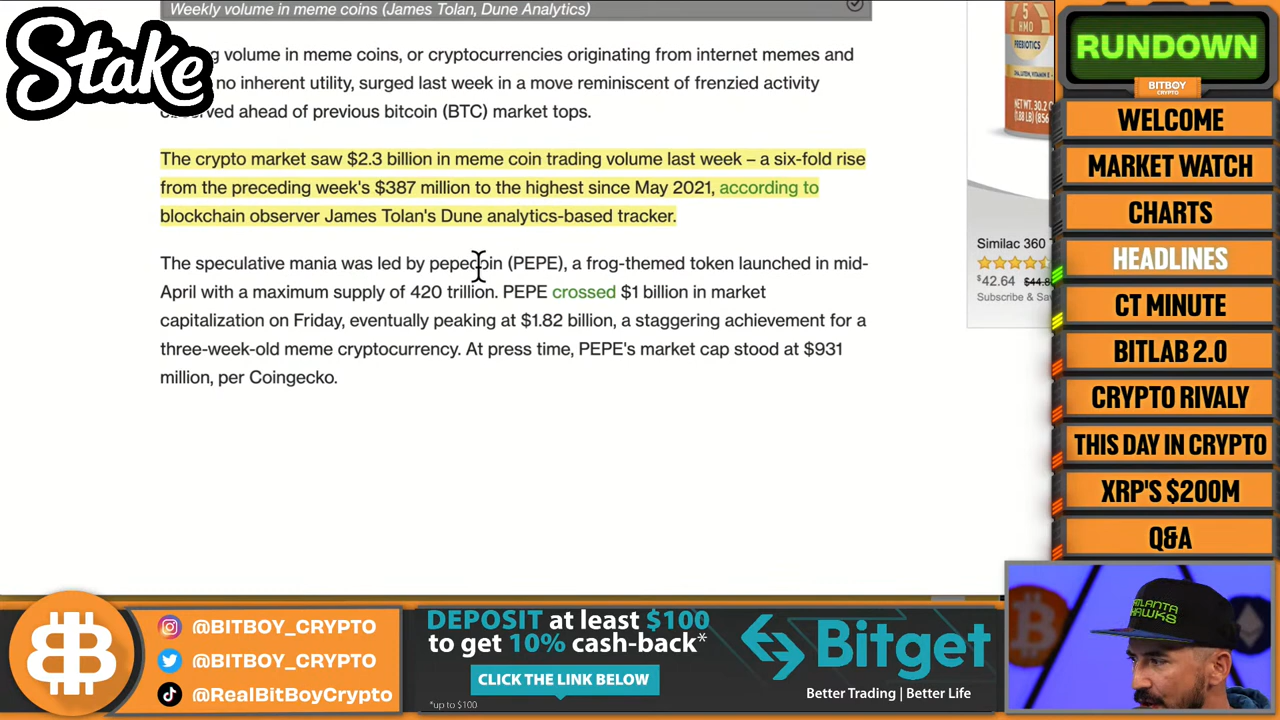 Weekly volume in meme coins (James Tolan, Dune Analytics)
Stake
g volume in meme coins, or cryptocurrencies originating from internet memes and
no inherent utility, surged last week in a move reminiscent of frenzied activity
observed ahead of previous bitcoin (BTC) market tops.
The crypto market saw $2.3 billion in meme coin trading volume last week – a six-fold rise
from the preceding week's $387 million to the highest since May 2021, according to
blockchain observer James Tolan's Dune analytics-based tracker.
The speculative mania was led by pepecoin (PEPE), a frog-themed token launched in mid-
April with a maximum supply of 420 trillion. PEPE crossed $1 billion in market
capitalization on Friday, eventually peaking at $1.82 billion, a staggering achievement for a
three-week-old meme cryptocurrency. At press time, PEPE's market cap stood at $931
million, per Coingecko.
5
HMO
PREBIOTICS
Similac 360
$42.64
Subscribe & Sa
RUNDOWN
BITBOY
CRYPTO
WELCOME
MARKET WATCH
CHARTS
HEADLINES
CT MINUTE
BITLAB 2.0
CRYPTO RIVALY
THIS DAY IN CRYPTO
XRP'S $200M
Q&A
@BITBOY_CRYPTO
@BITBOY_CRYPTO
@RealBitBoyCrypto
DEPOSIT at least $100
to get 10% cash-back*
CLICK THE LINK BELOW
*up to $100
Bitget
Better Trading | Better Life
ATLANTA
HAWKS